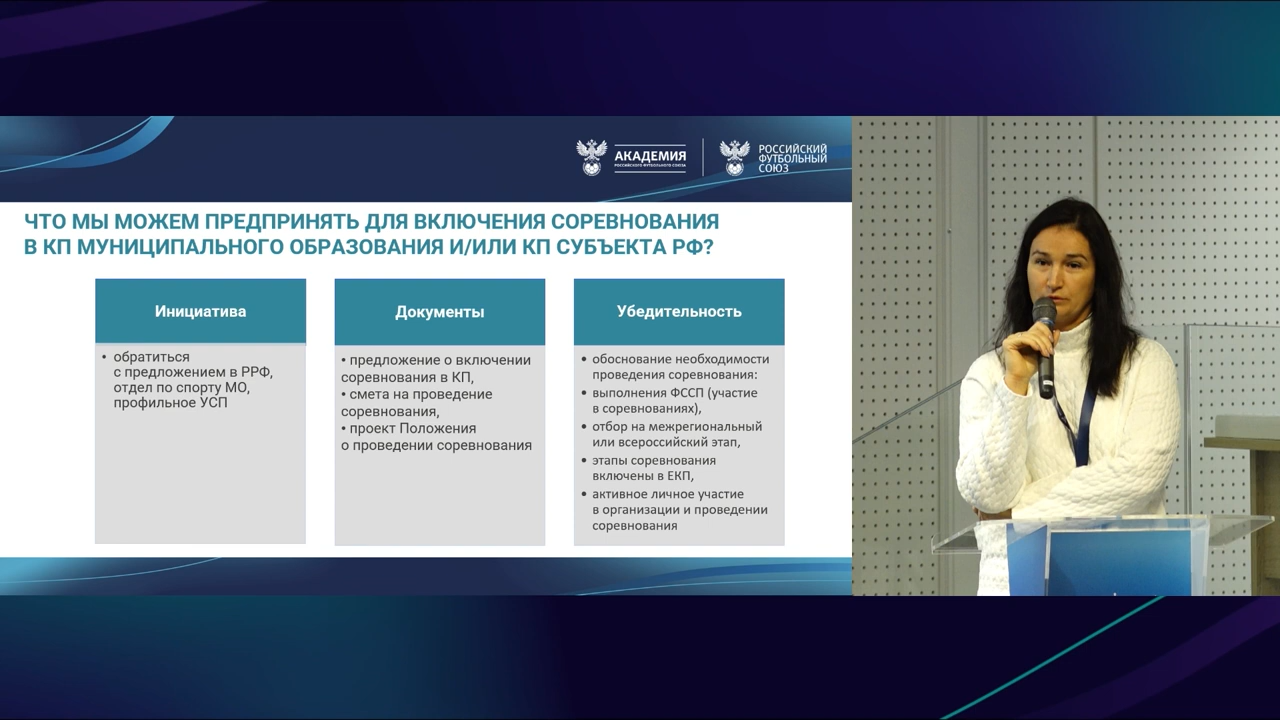 АКАДЕМИЯ
РОССИЙСКОГО ФУТБОЛЬНОГО СОЮЗА
РОССИЙСКИЙ
ФУТБОЛЬНЫЙ
СОЮЗ
ЧТО МЫ МОЖЕМ ПРЕДПРИНЯТЬ ДЛЯ ВКЛЮЧЕНИЯ СОРЕВНОВАНИЯ
В КП МУНИЦИПАЛЬНОГО ОБРАЗОВАНИЯ И/ИЛИ КП СУБЪЕКТА РФ?
Инициатива
• обратиться
с предложением в РРФ,
отдел по спорту МО,
профильное УСП
Документы
• предложение о включении
соревнования в КП,
• смета на проведение
соревнования,
• проект Положения
о проведении соревнования
Убедительность
• обоснование необходимости
проведения соревнования:
• выполнения ФССП (участие
в соревнованиях),
• отбор на межрегиональный
или всероссийский этап,
• этапы соревнования
включены в ЕКП,
• активное личное участие
в организации и проведении
соревнования